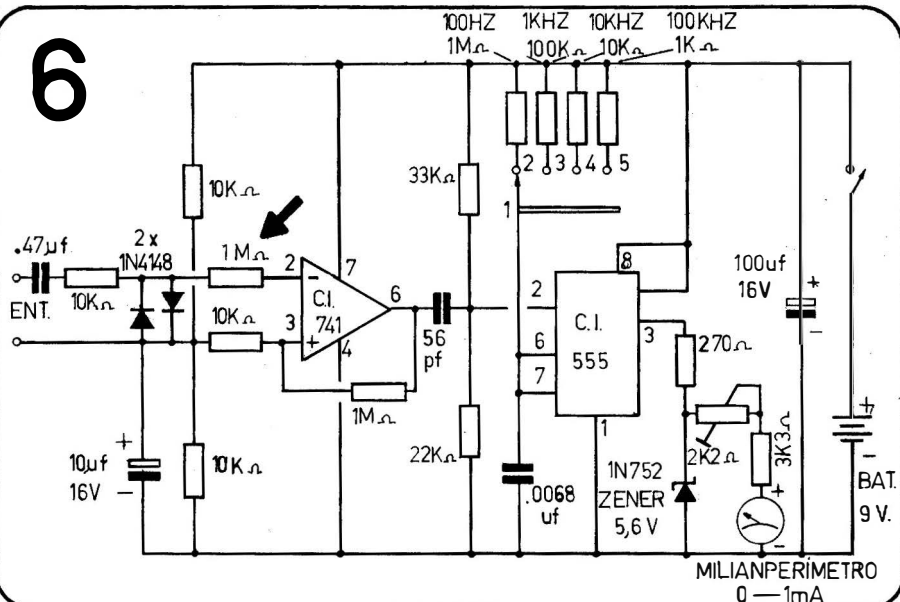 6
100HZ 1KHZ 10KHZ 100KHZ
1MΩ 100KΩ 10KΩ 1KΩ
2 3 4 5
1
10KΩ
33KΩ
.47µf
2 x
1N4148
1MΩ
10KΩ
ENT.
10KΩ
2
-
7
C.I.
741
6
3
+
4
56
pf
1MΩ
10µf
16V
+
-
10KΩ
22KΩ
2
8
C.I.
555
3
6
7
1
.0068
uf
270Ω
2K2Ω
3K3Ω
1N752
ZENER
5,6 V
100uf
16V
+
-
+
-
BAT.
9 V.
+
-
MILIANPERÍMETRO
0 — 1mA